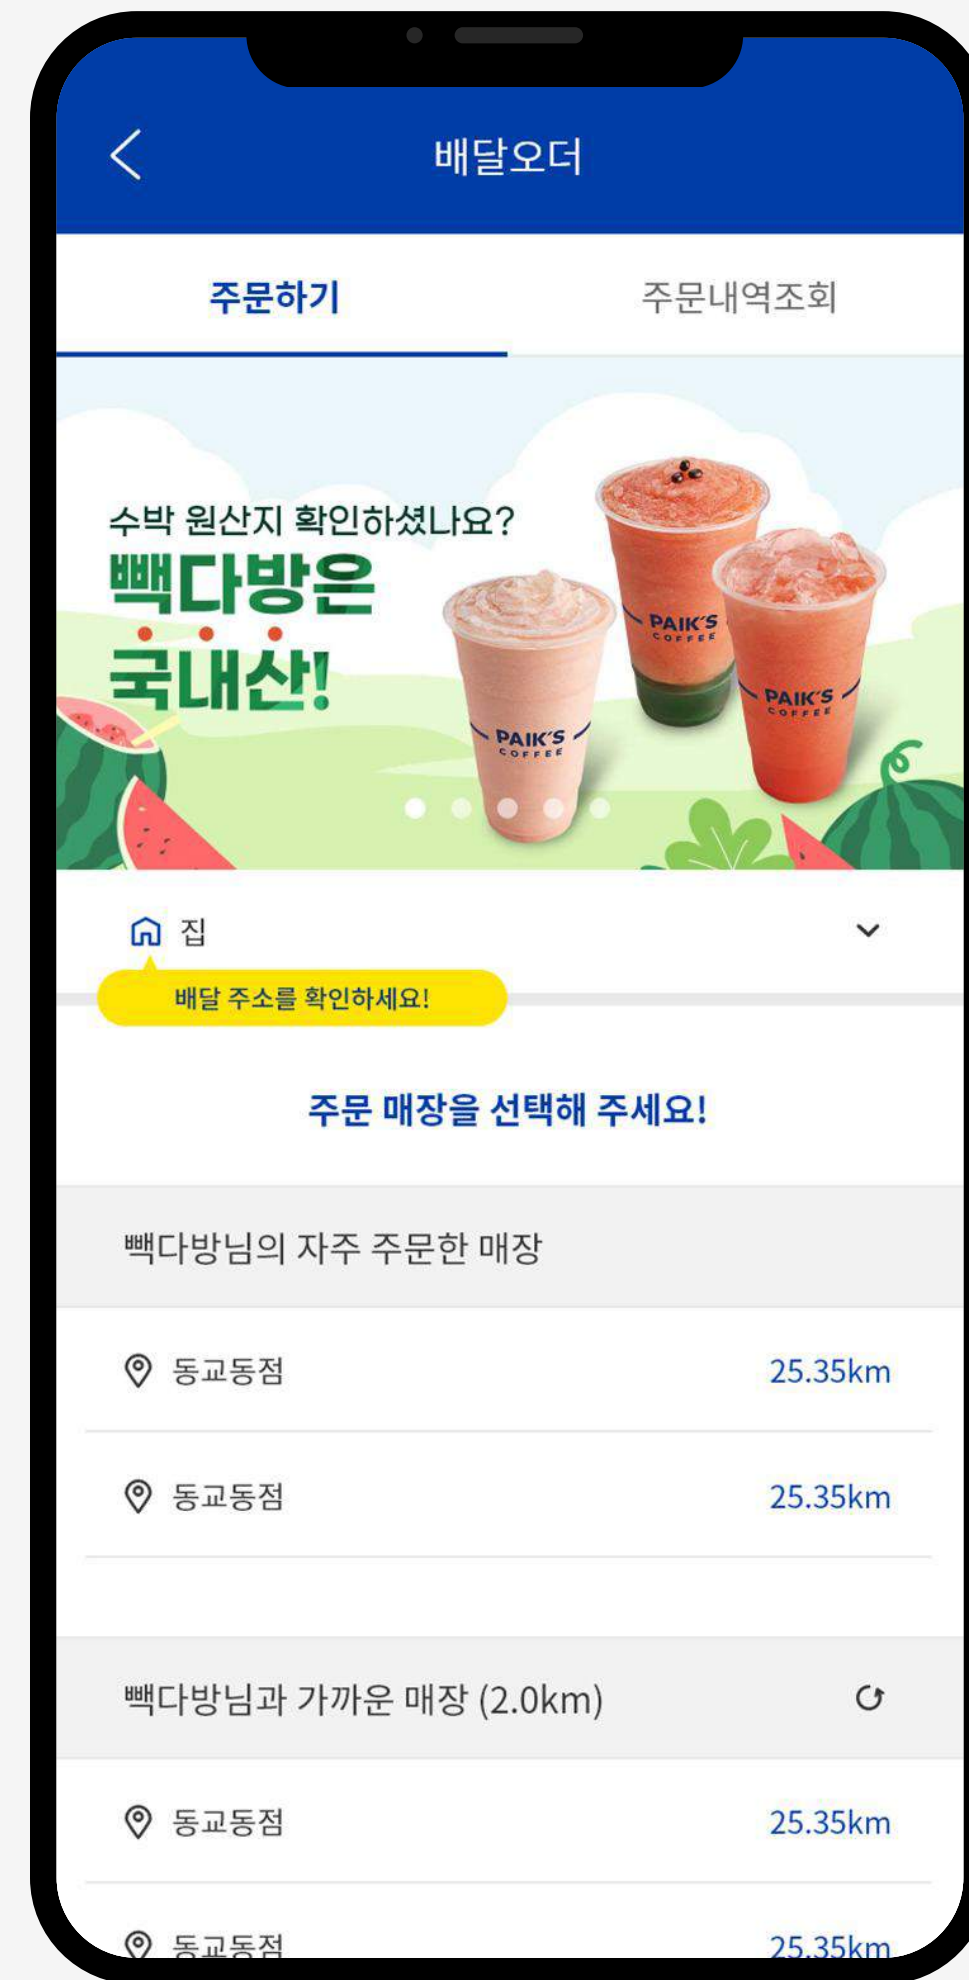 배달오더
주문하기
주문내역조회
수박 원산지 확인하셨나요?
빽다방은
국내산!
PAIK'S
COFFEE
PAIK'S
COFFEE
PAIK'S
COFFEE
집
배달 주소를 확인하세요!
주문 매장을 선택해 주세요!
빽다방님의 자주 주문한 매장
동교동점 25.35km
동교동점 25.35km
빽다방님과 가까운 매장 (2.0km)
동교동점 25.35km
동교동점 25.35km